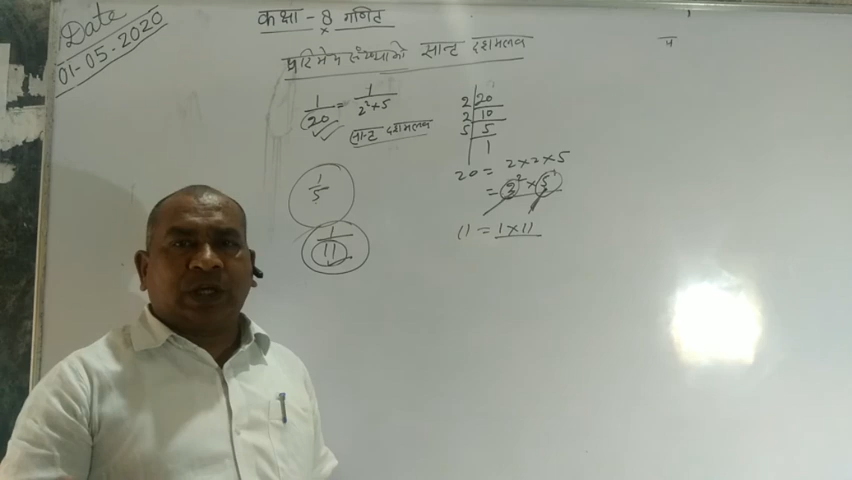 Date
01-05-2020
कक्षा - 8 गणित
परिमेय संख्याओ सान्त दशमलव
1/20 = 1/2²×5
सान्त दशमलव
2 20
2 10
5 5
1
20 = 2×2×5
= 2² × 5¹
1/5
1/11
11 = 1×11